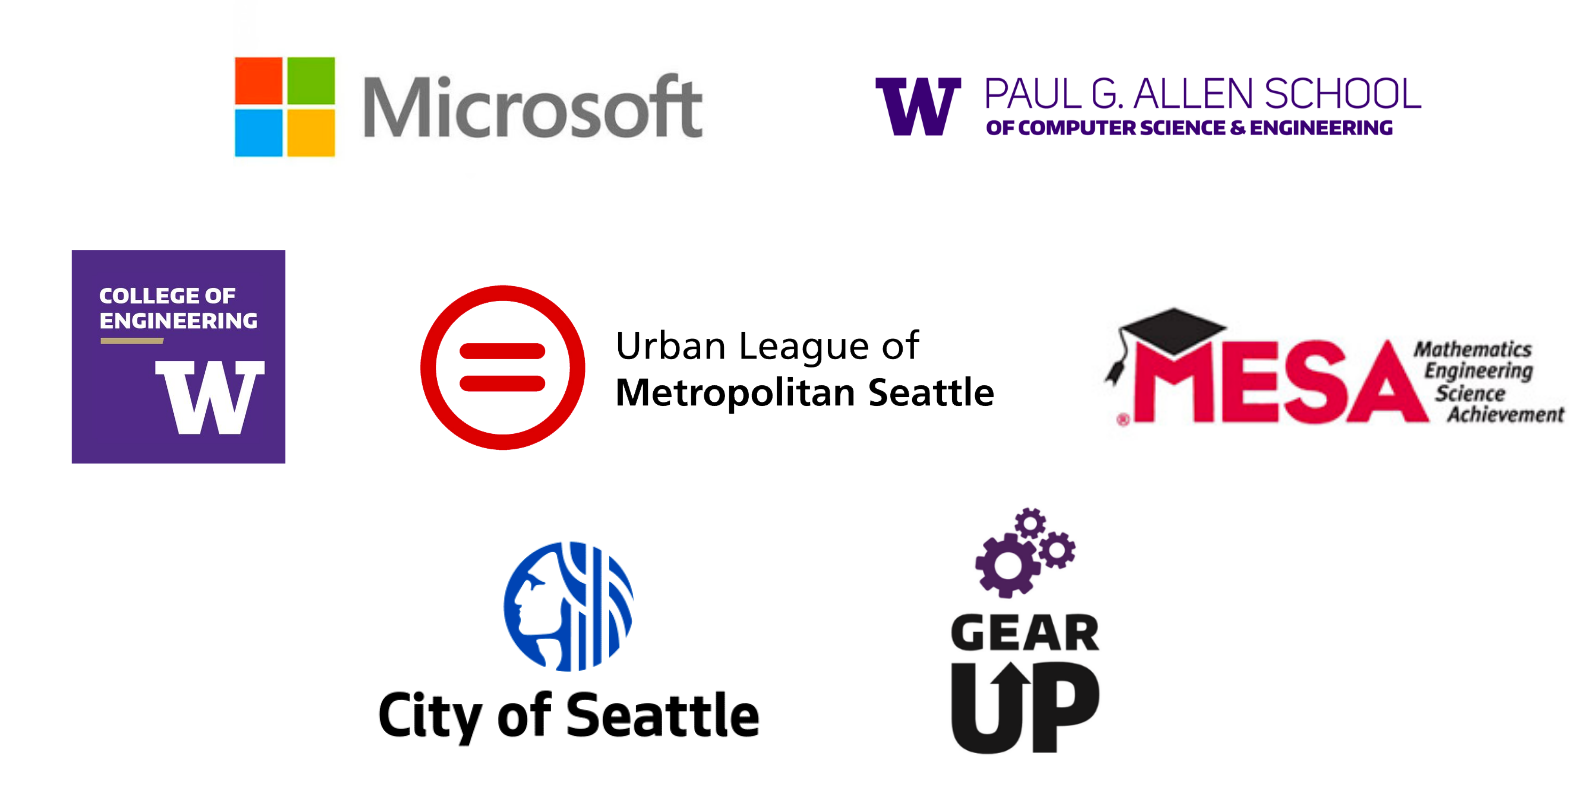 Microsoft
W PAUL G. ALLEN SCHOOL
OF COMPUTER SCIENCE & ENGINEERING
COLLEGE OF
ENGINEERING
W
Urban League of
Metropolitan Seattle
® MESA
Mathematics
Engineering
Science
Achievement
City of Seattle
GEAR
UP